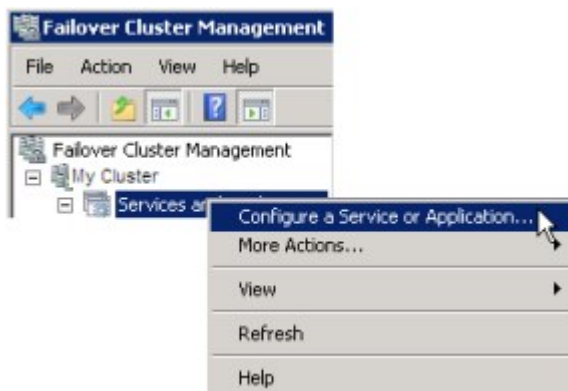 Failover Cluster Management
File Action View Help
Failover Cluster Management
My Cluster
Services a
Configure a Service or Application...
More Actions...
View
Refresh
Help